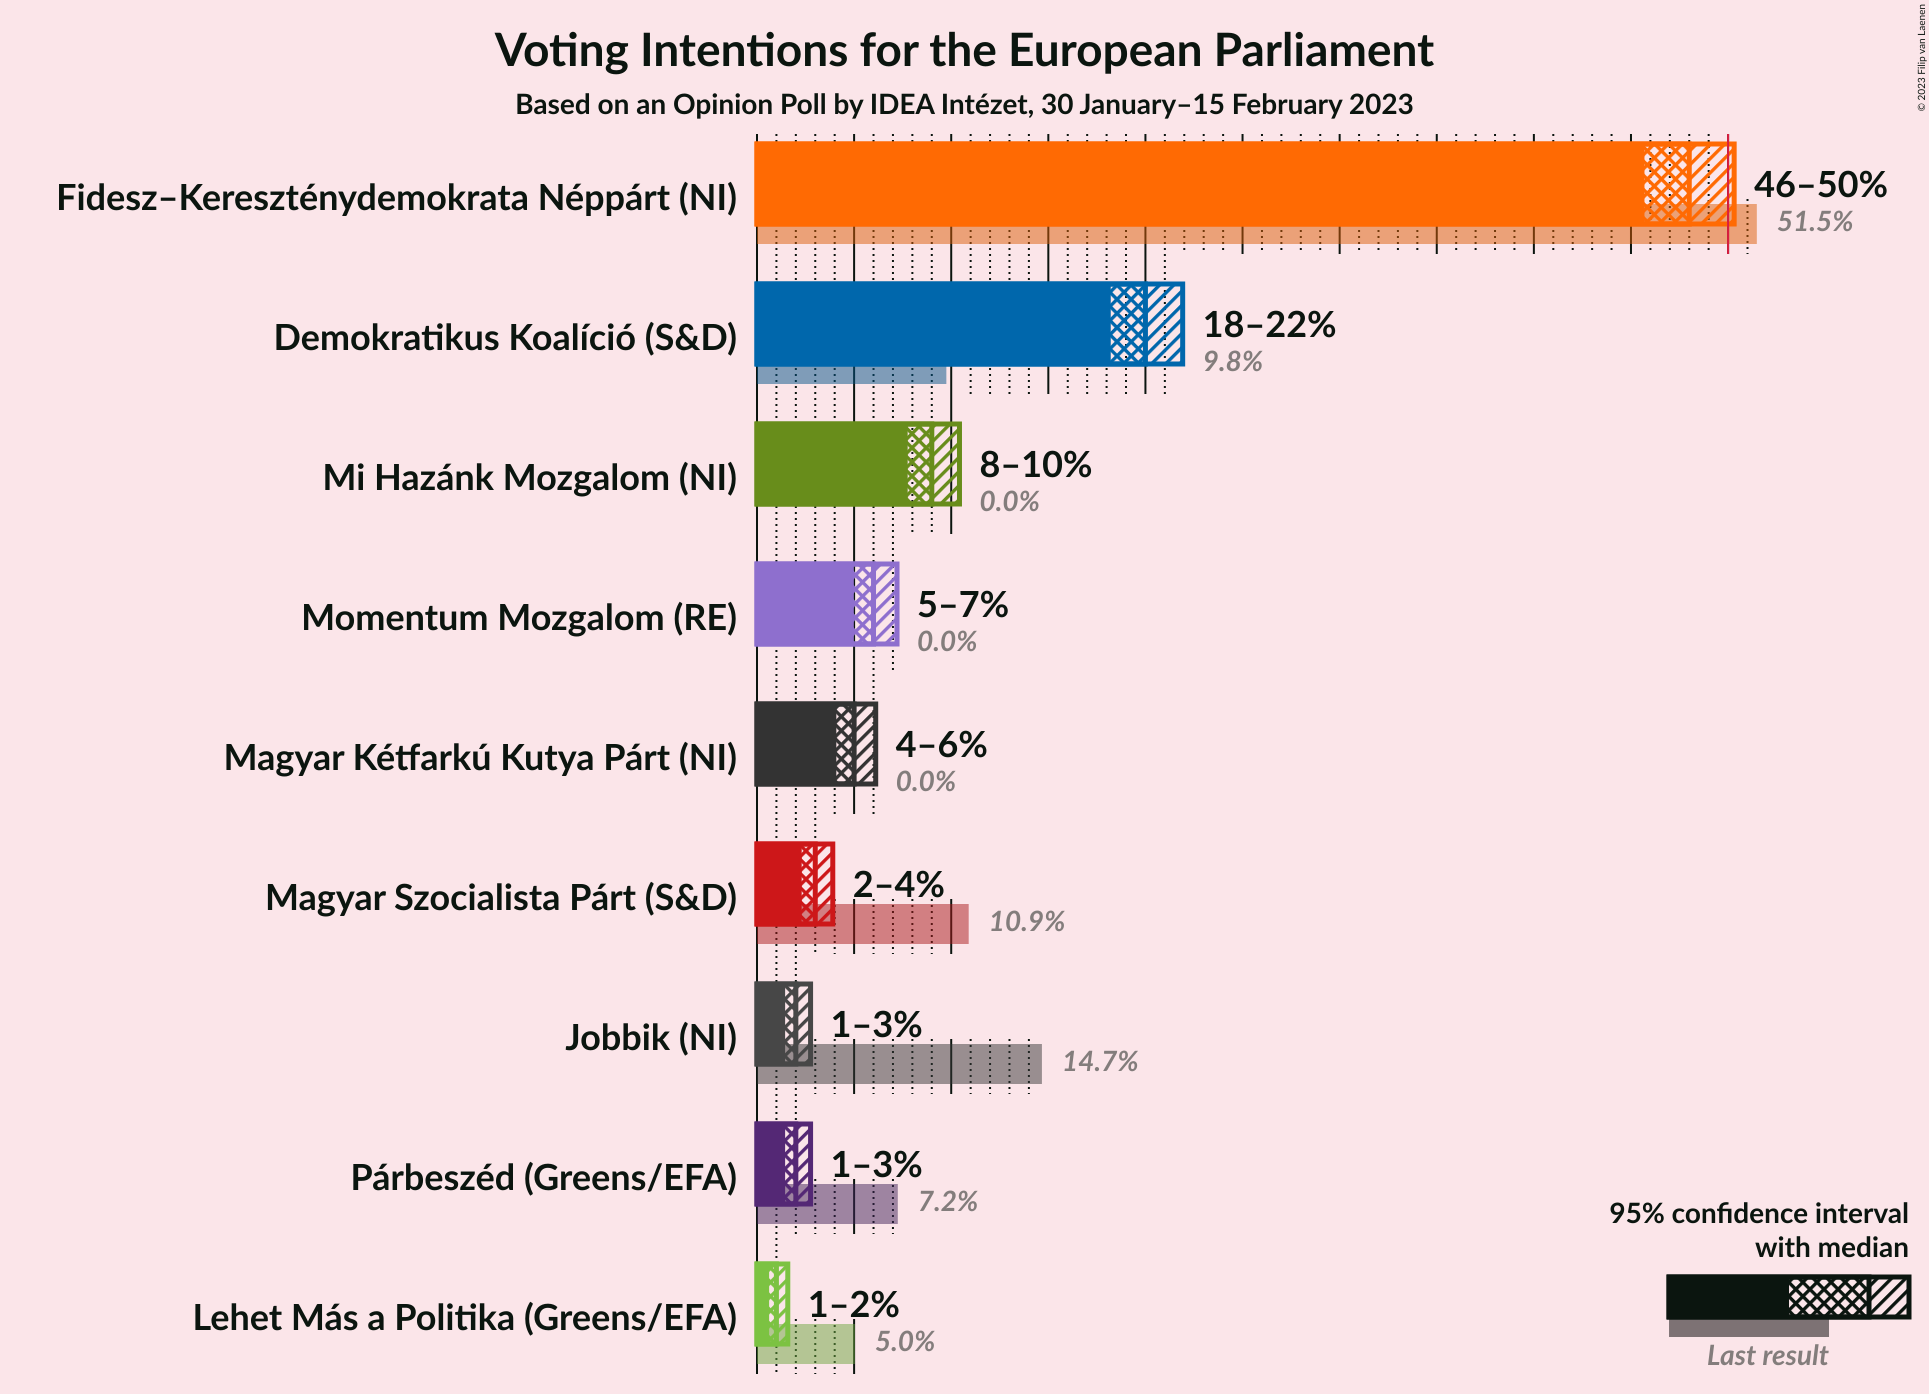 Voting Intentions for the European Parliament
Based on an Opinion Poll by IDEA Intézet, 30 January–15 February 2023
© 2023 Filip van Laenen
Fidesz–Kereszténydemokrata Néppárt (NI)
46–50%
51.5%
Demokratikus Koalíció (S&D)
18–22%
9.8%
Mi Hazánk Mozgalom (NI)
8–10%
0.0%
Momentum Mozgalom (RE)
5–7%
0.0%
Magyar Kétfarkú Kutya Párt (NI)
4–6%
0.0%
Magyar Szocialista Párt (S&D)
2–4%
10.9%
Jobbik (NI)
1–3%
14.7%
Párbeszéd (Greens/EFA)
1–3%
7.2%
Lehet Más a Politika (Greens/EFA)
1–2%
5.0%
95% confidence interval
with median
Last result